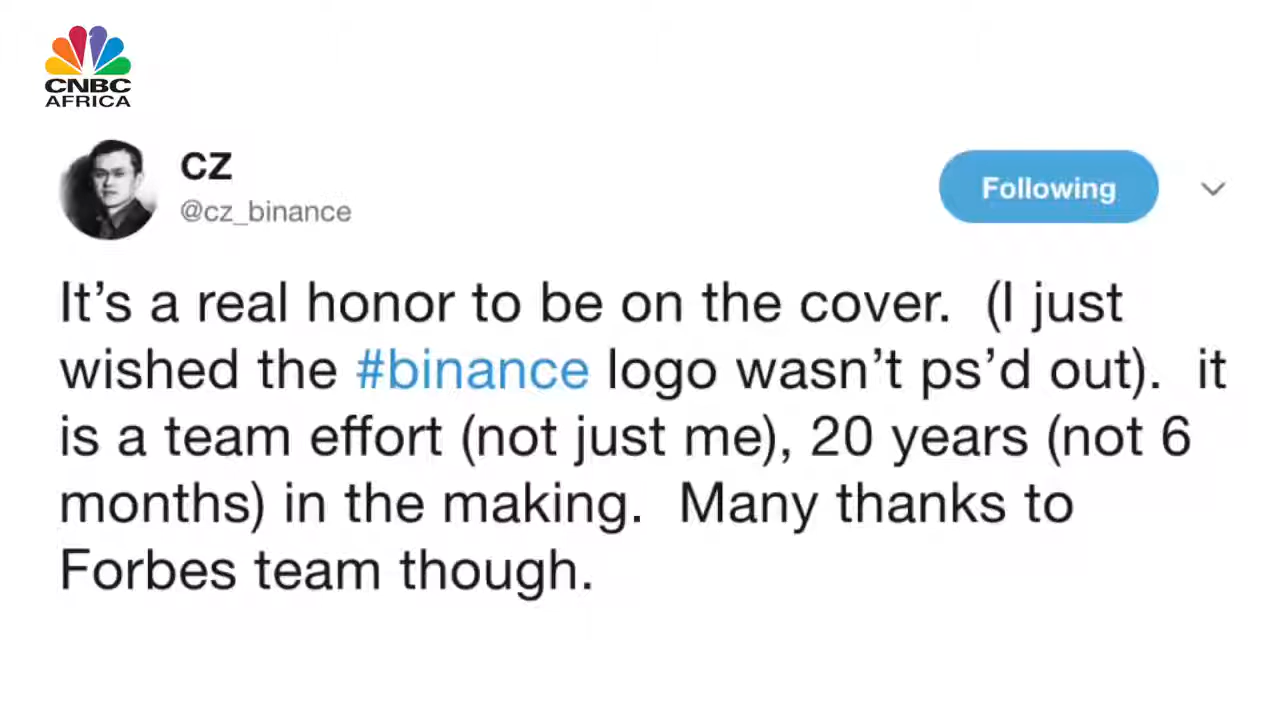 CNBC
AFRICA
CZ
@cz_binance
Following
It’s a real honor to be on the cover.  (I just
wished the #binance logo wasn’t ps’d out).  it
is a team effort (not just me), 20 years (not 6
months) in the making.  Many thanks to
Forbes team though.